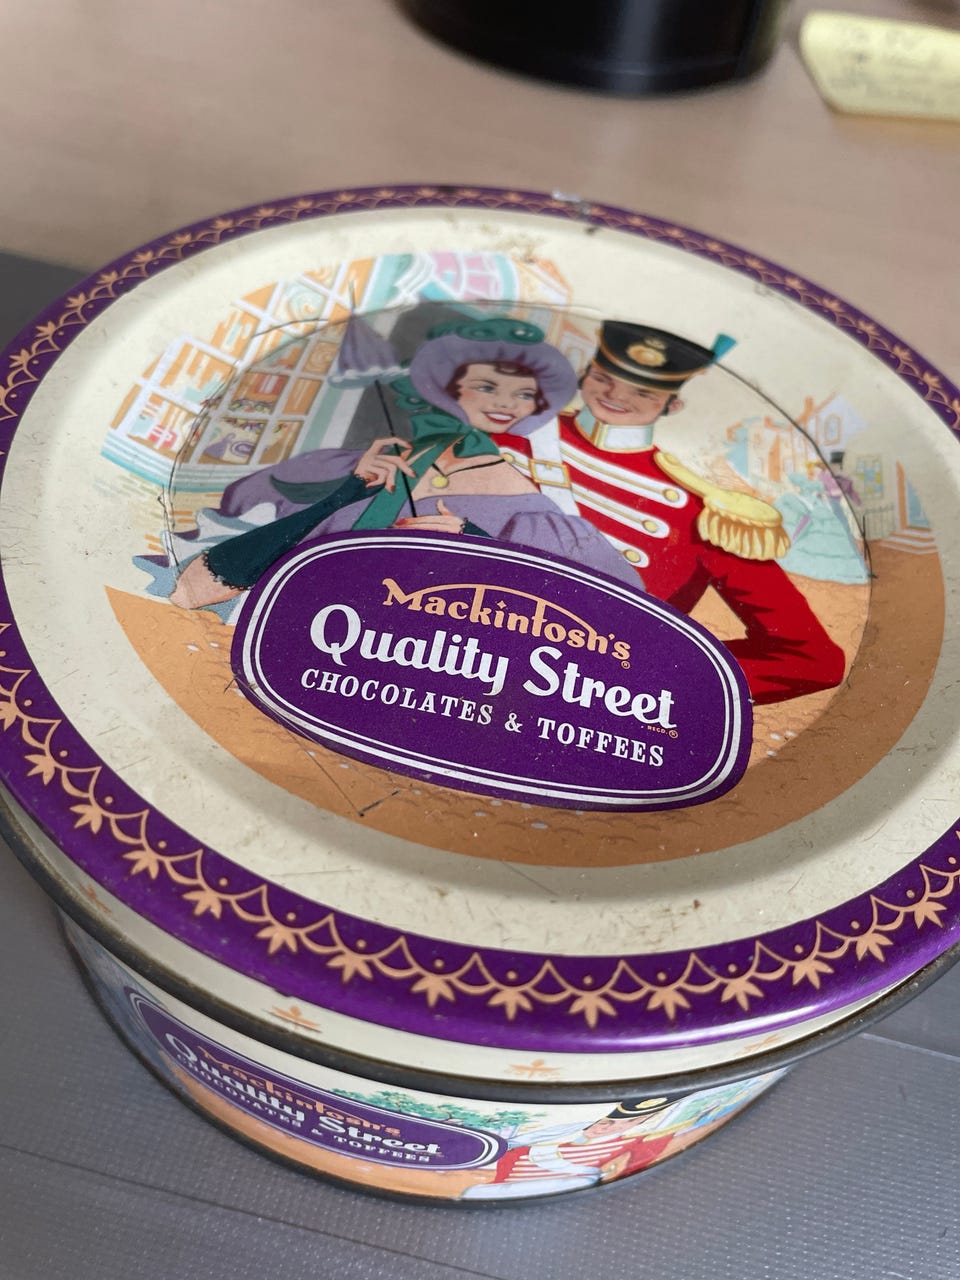 Mackintosh's®
Quality Street
REGD.®
CHOCOLATES & TOFFEES
Mackintosh's
Quality Street
CHOCOLATES & TOFFEES